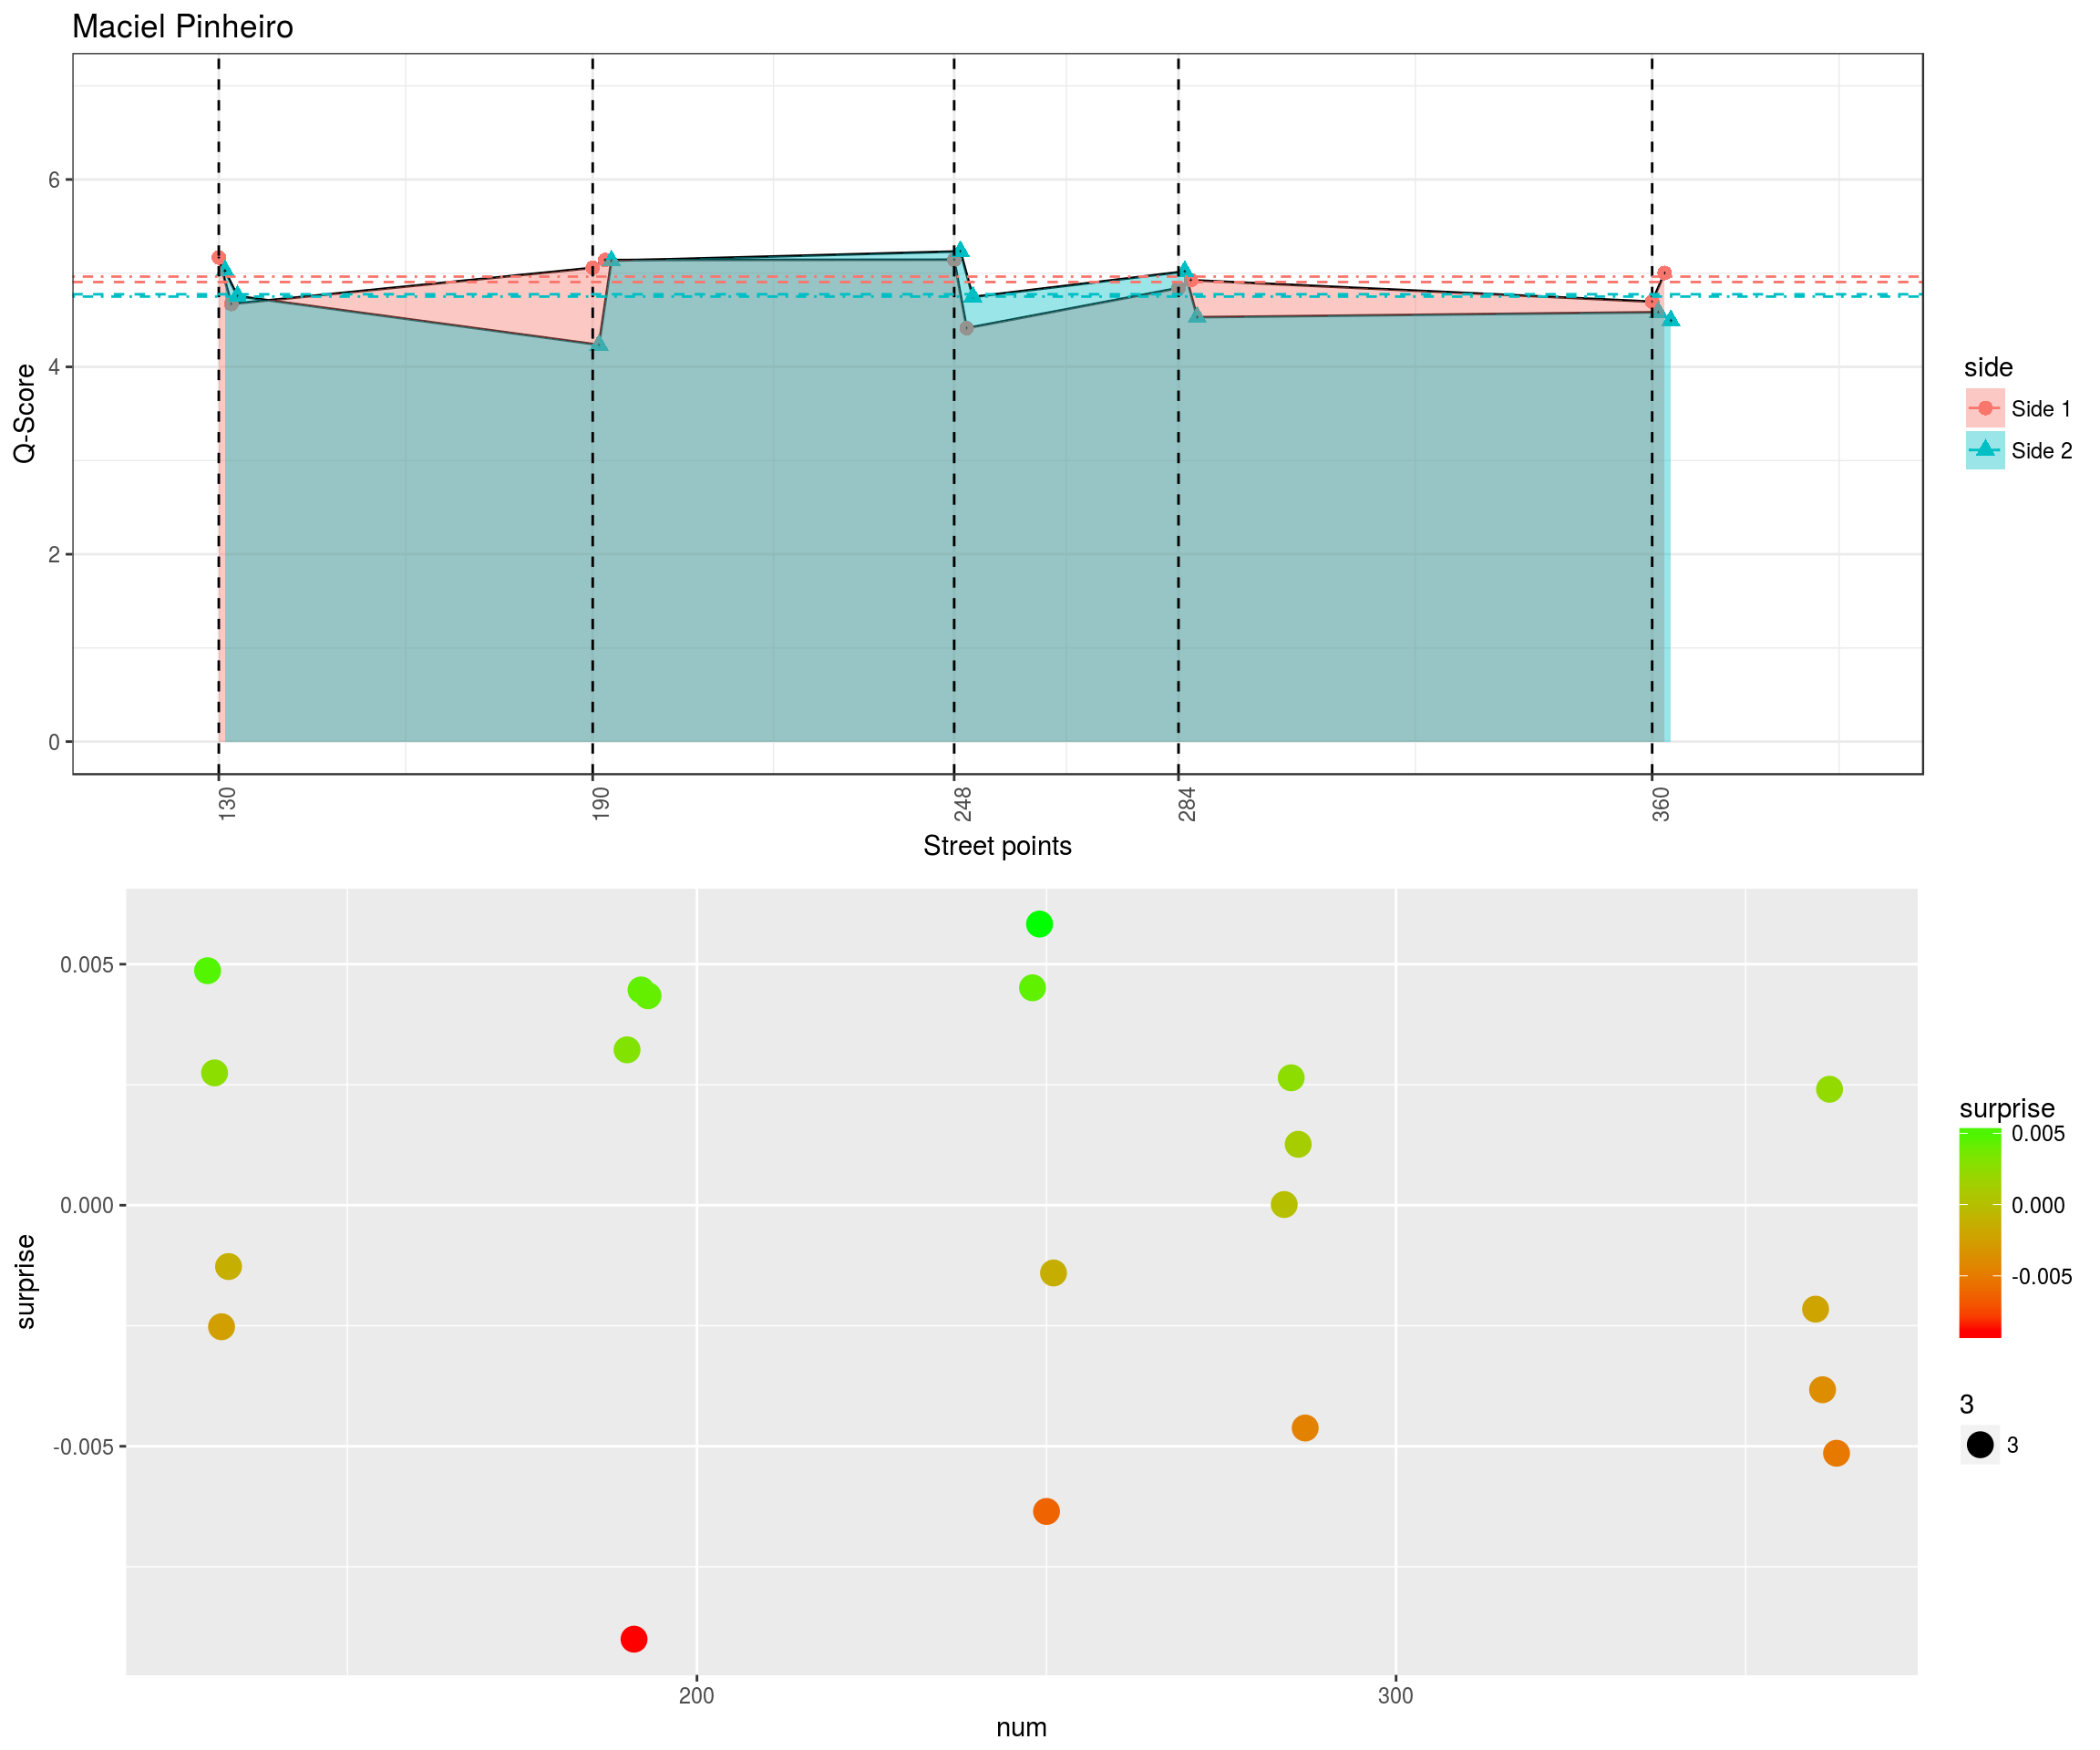 Maciel Pinheiro
Q-Score
6
4
2
0
130
190
248
284
360
Street points
side
Side 1
Side 2
surprise
0.005
0.000
-0.005
200
300
num
surprise
0.005
0.000
-0.005
3
3